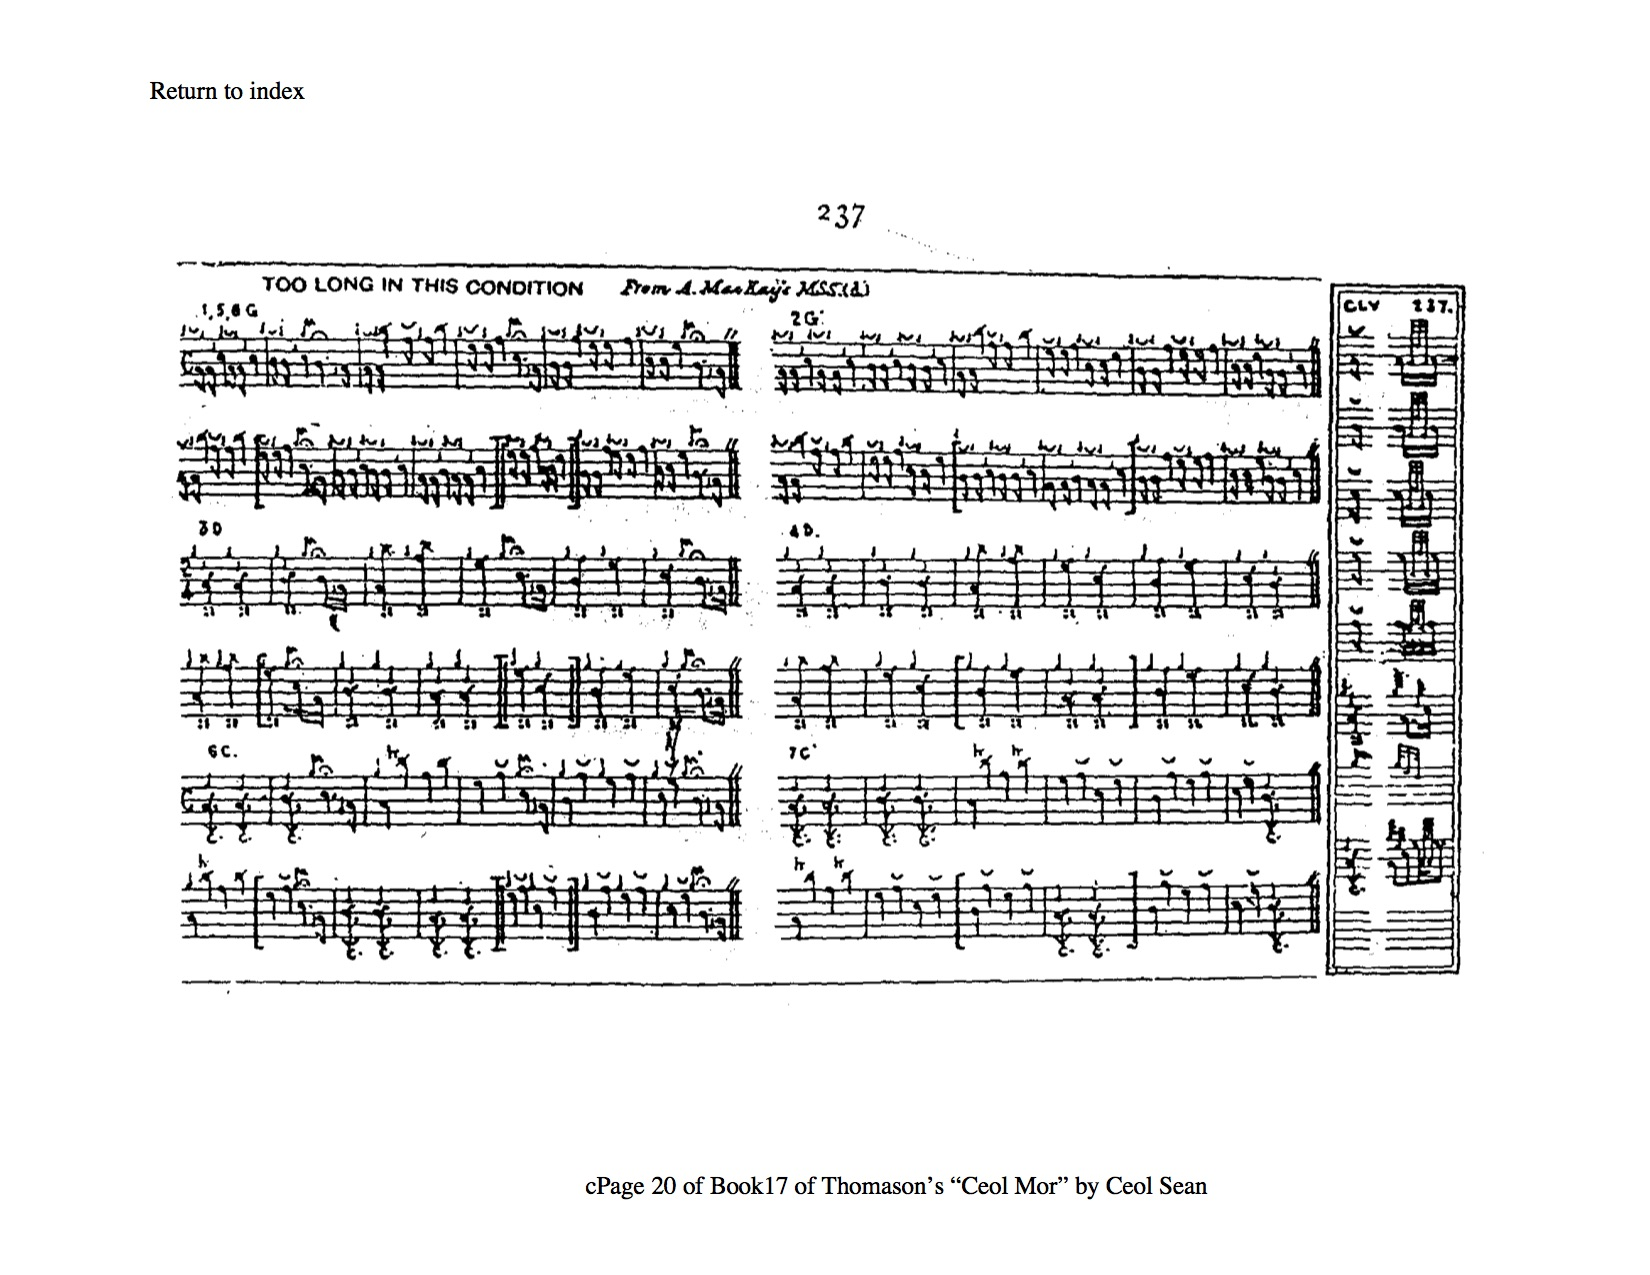 Return to index
237
TOO LONG IN THIS CONDITION From A. MacKay's MSS.(d)
CLV 237.
1,5,8 G
2 G.
3 D
4 D.
6 C.
7 C
cPage 20 of Book17 of Thomason’s “Ceol Mor” by Ceol Sean